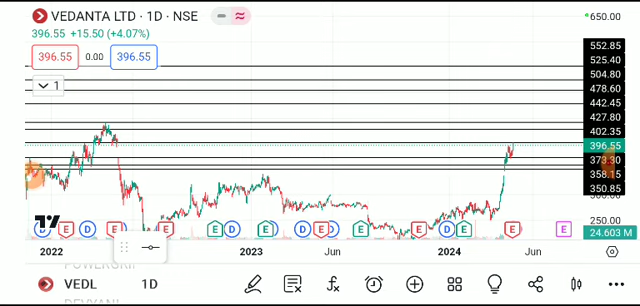 VEDANTA LTD · 1D · NSE
650.00
396.55 +15.50 (+4.07%)
396.55 0.00 396.55
1
552.85
525.40
504.80
478.60
442.45
427.80
402.35
396.55
373.30
358.15
350.85
300.00
250.00
24.603 M
D E D E E E D E D E D E D E E E
2022 2023 Jun 2024 Jun
VEDL 1D